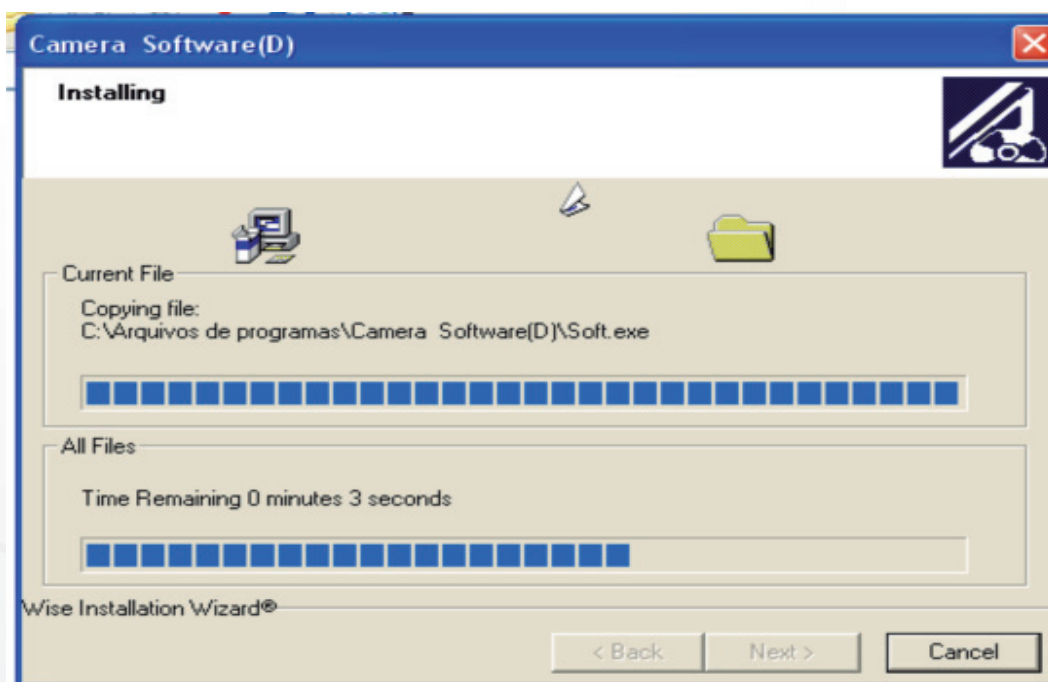 Camera Software(D)
Installing
Current File
Copying file:
C:\Arquivos de programas\Camera Software(D)\Soft.exe
All Files
Time Remaining 0 minutes 3 seconds
Wise Installation Wizard®
< Back Next > Cancel